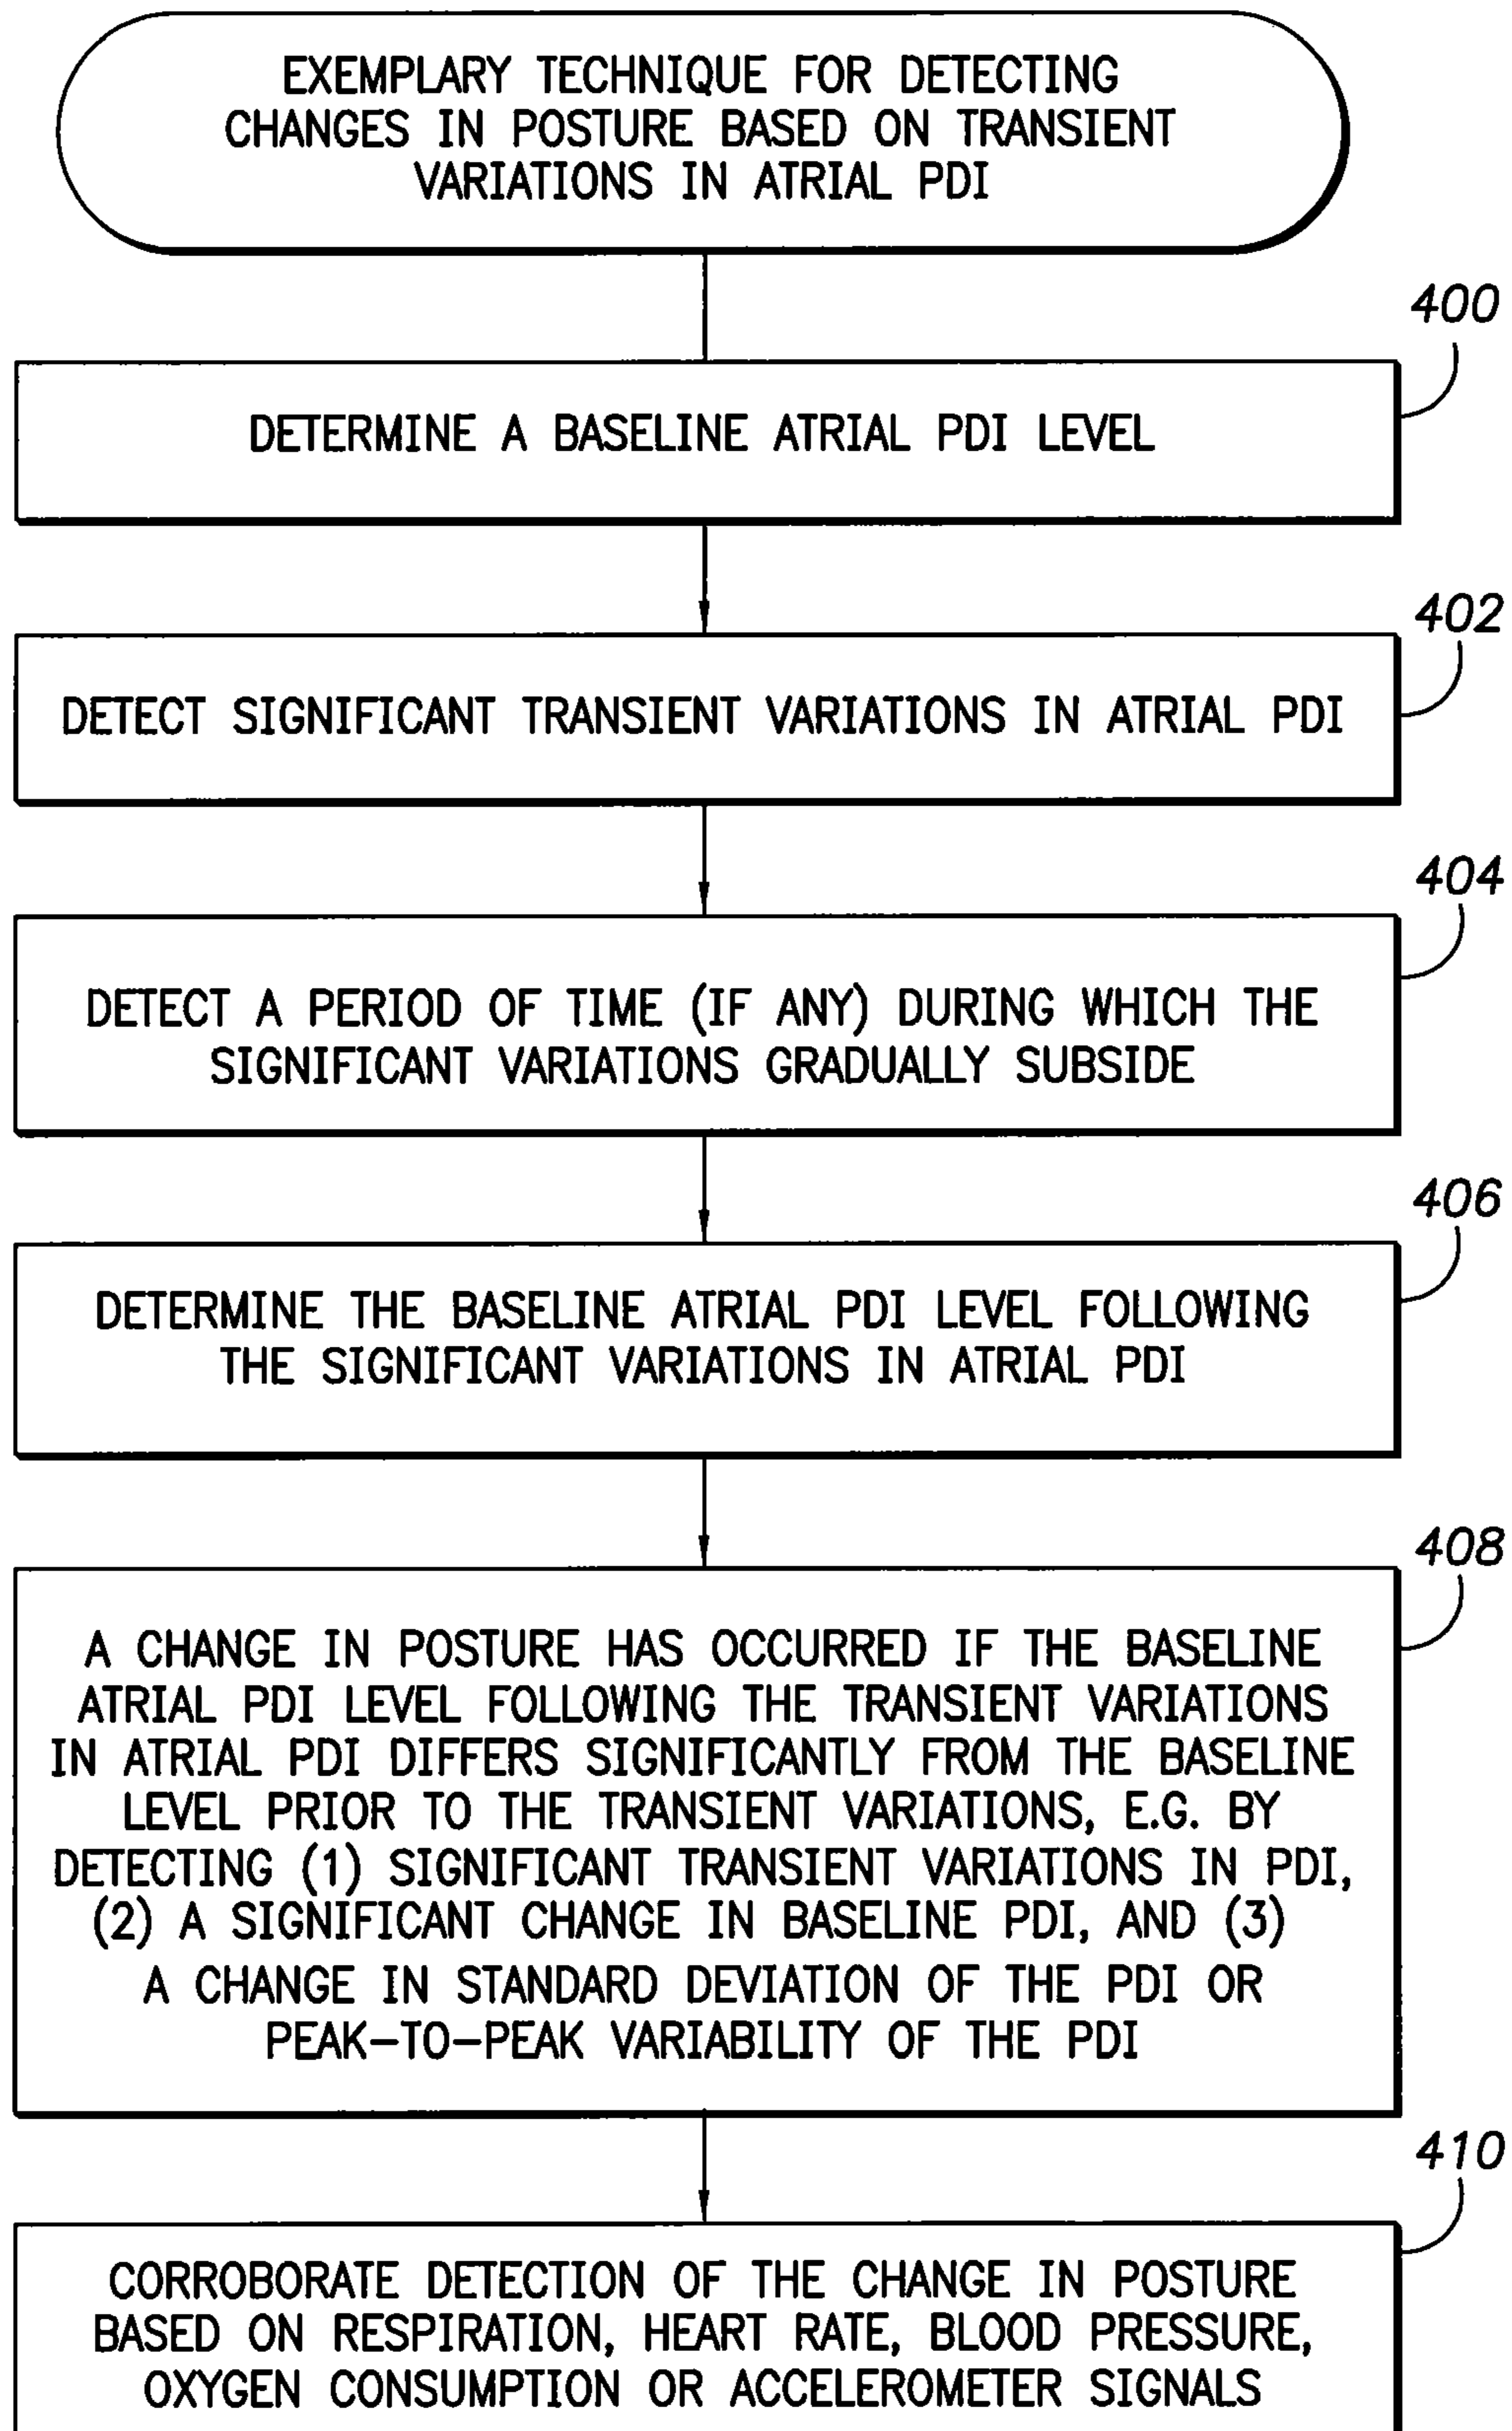 EXEMPLARY TECHNIQUE FOR DETECTING
CHANGES IN POSTURE BASED ON TRANSIENT
VARIATIONS IN ATRIAL PDI
400
DETERMINE A BASELINE ATRIAL PDI LEVEL
402
DETECT SIGNIFICANT TRANSIENT VARIATIONS IN ATRIAL PDI
404
DETECT A PERIOD OF TIME (IF ANY) DURING WHICH THE
SIGNIFICANT VARIATIONS GRADUALLY SUBSIDE
406
DETERMINE THE BASELINE ATRIAL PDI LEVEL FOLLOWING
THE SIGNIFICANT VARIATIONS IN ATRIAL PDI
408
A CHANGE IN POSTURE HAS OCCURRED IF THE BASELINE
ATRIAL PDI LEVEL FOLLOWING THE TRANSIENT VARIATIONS
IN ATRIAL PDI DIFFERS SIGNIFICANTLY FROM THE BASELINE
LEVEL PRIOR TO THE TRANSIENT VARIATIONS, E.G. BY
DETECTING (1) SIGNIFICANT TRANSIENT VARIATIONS IN PDI,
(2) A SIGNIFICANT CHANGE IN BASELINE PDI, AND (3)
A CHANGE IN STANDARD DEVIATION OF THE PDI OR
PEAK-TO-PEAK VARIABILITY OF THE PDI
410
CORROBORATE DETECTION OF THE CHANGE IN POSTURE
BASED ON RESPIRATION, HEART RATE, BLOOD PRESSURE,
OXYGEN CONSUMPTION OR ACCELEROMETER SIGNALS